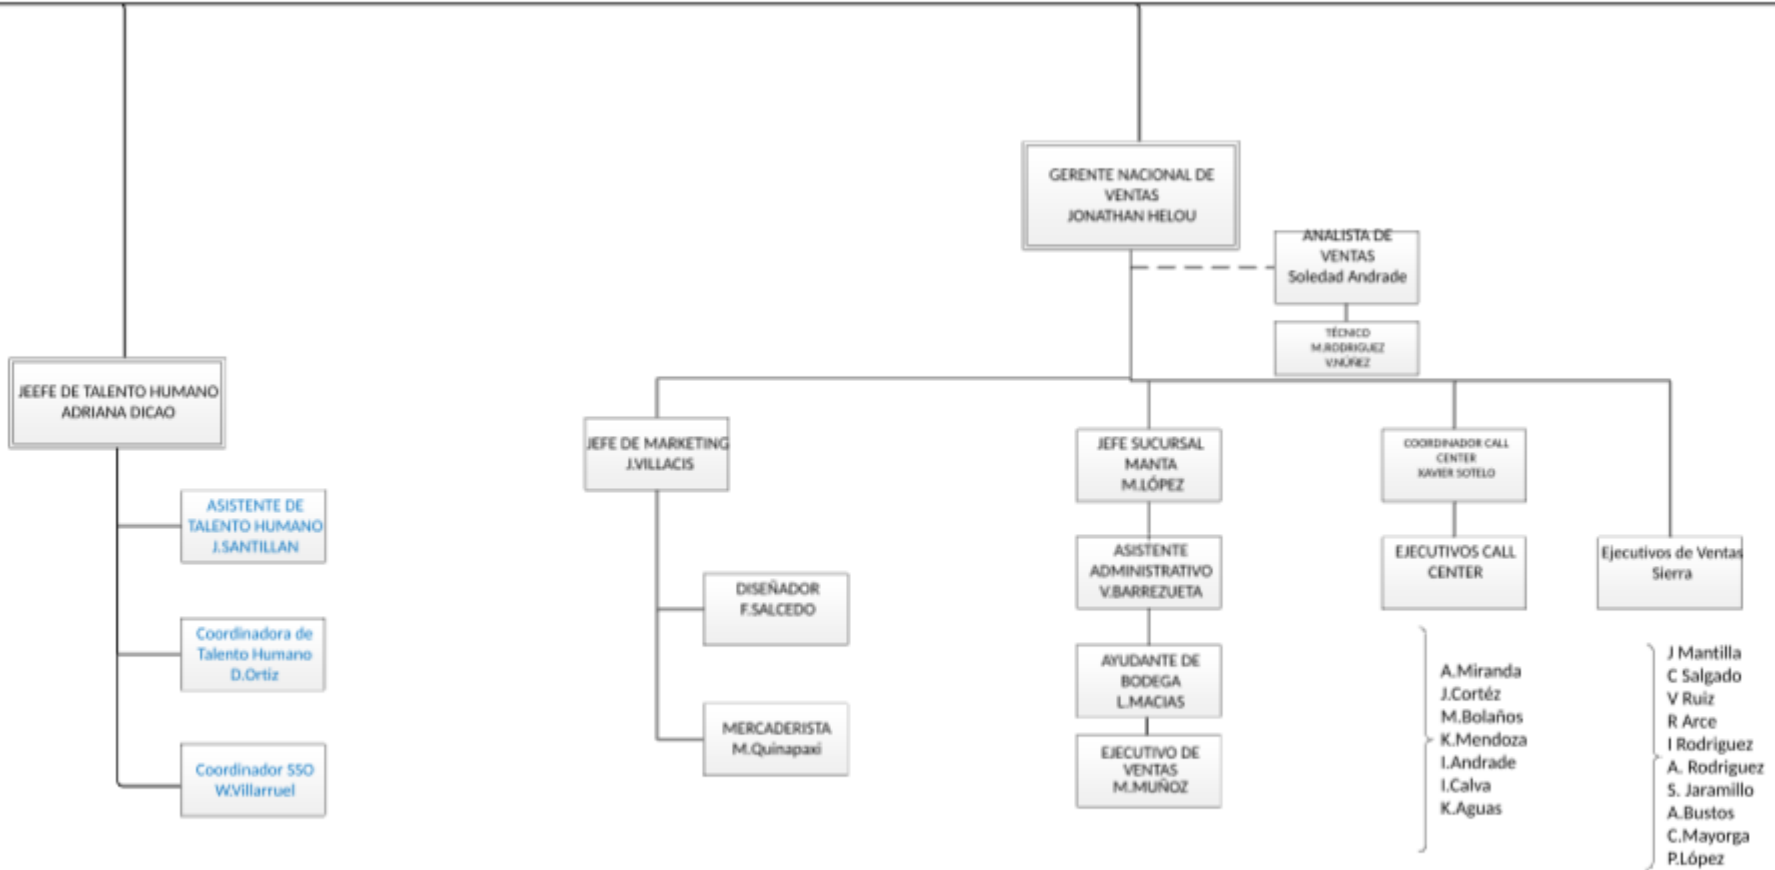 GERENTE NACIONAL DE
VENTAS
JONATHAN HELOU
ANALISTA DE
VENTAS
Soledad Andrade
TÉCNICO
M.RODRIGUEZ
V.NÚÑEZ
JEEFE DE TALENTO HUMANO
ADRIANA DICAO
ASISTENTE DE
TALENTO HUMANO
J.SANTILLAN
Coordinadora de
Talento Humano
D.Ortiz
Coordinador SSO
W.Villarruel
JEFE DE MARKETING
J.VILLACIS
DISEÑADOR
F.SALCEDO
MERCADERISTA
M.Quinapaxi
JEFE SUCURSAL
MANTA
M.LÓPEZ
ASISTENTE
ADMINISTRATIVO
V.BARREZUETA
AYUDANTE DE
BODEGA
L.MACIAS
EJECUTIVO DE
VENTAS
M.MUÑOZ
COORDINADOR CALL
CENTER
XAVIER SOTELO
EJECUTIVOS CALL
CENTER
A.Miranda
J.Cortéz
M.Bolaños
K.Mendoza
I.Andrade
I.Calva
K.Aguas
Ejecutivos de Ventas
Sierra
J Mantilla
C Salgado
V Ruiz
R Arce
I Rodriguez
A. Rodriguez
S. Jaramillo
A.Bustos
C.Mayorga
P.López